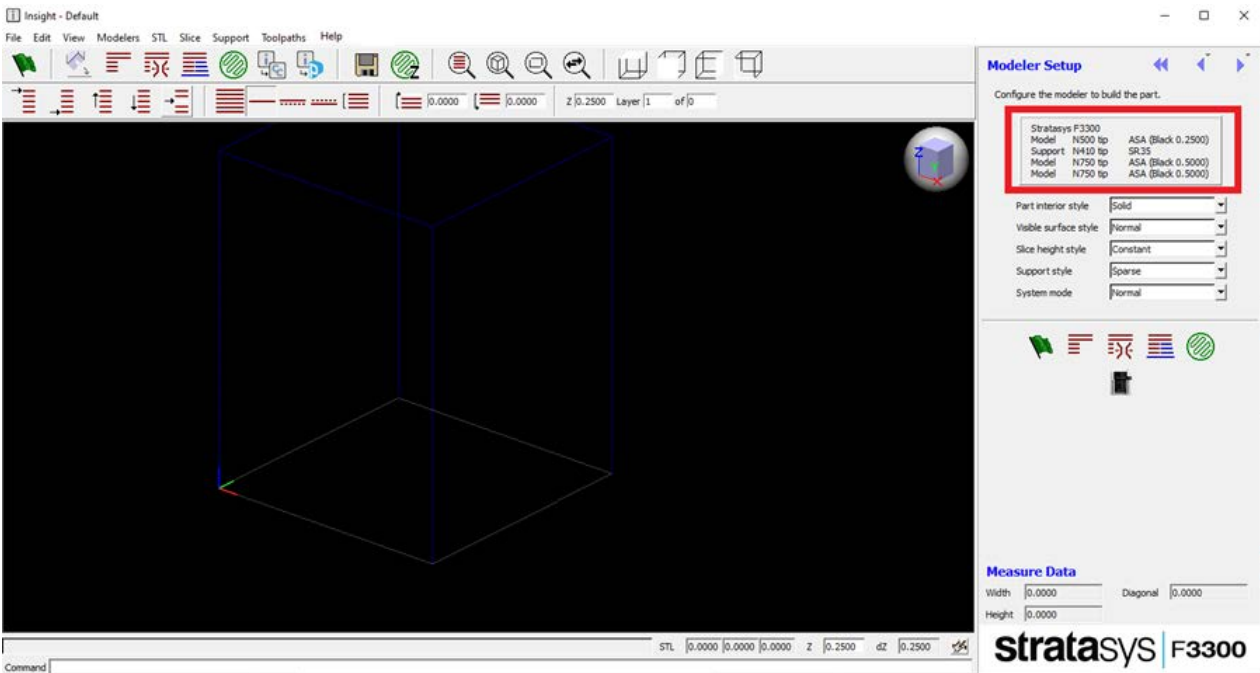 Insight - Default
File Edit View Modelers STL Slice Support Toolpaths Help
0.0000 0.0000 Z 0.2500 Layer 1 of 0
Z
Y
X
Modeler Setup
Configure the modeler to build the part.
Stratasys F3300
Model N500 tip ASA (Black 0.2500)
Support N410 tip SR35
Model N750 tip ASA (Black 0.5000)
Model N750 tip ASA (Black 0.5000)
Part interior style Solid
Visible surface style Normal
Slice height style Constant
Support style Sparse
System mode Normal
Measure Data
Width 0.0000 Diagonal 0.0000
Height 0.0000
STL 0.0000 0.0000 0.0000 Z 0.2500 dZ 0.2500
Command
stratasys F3300